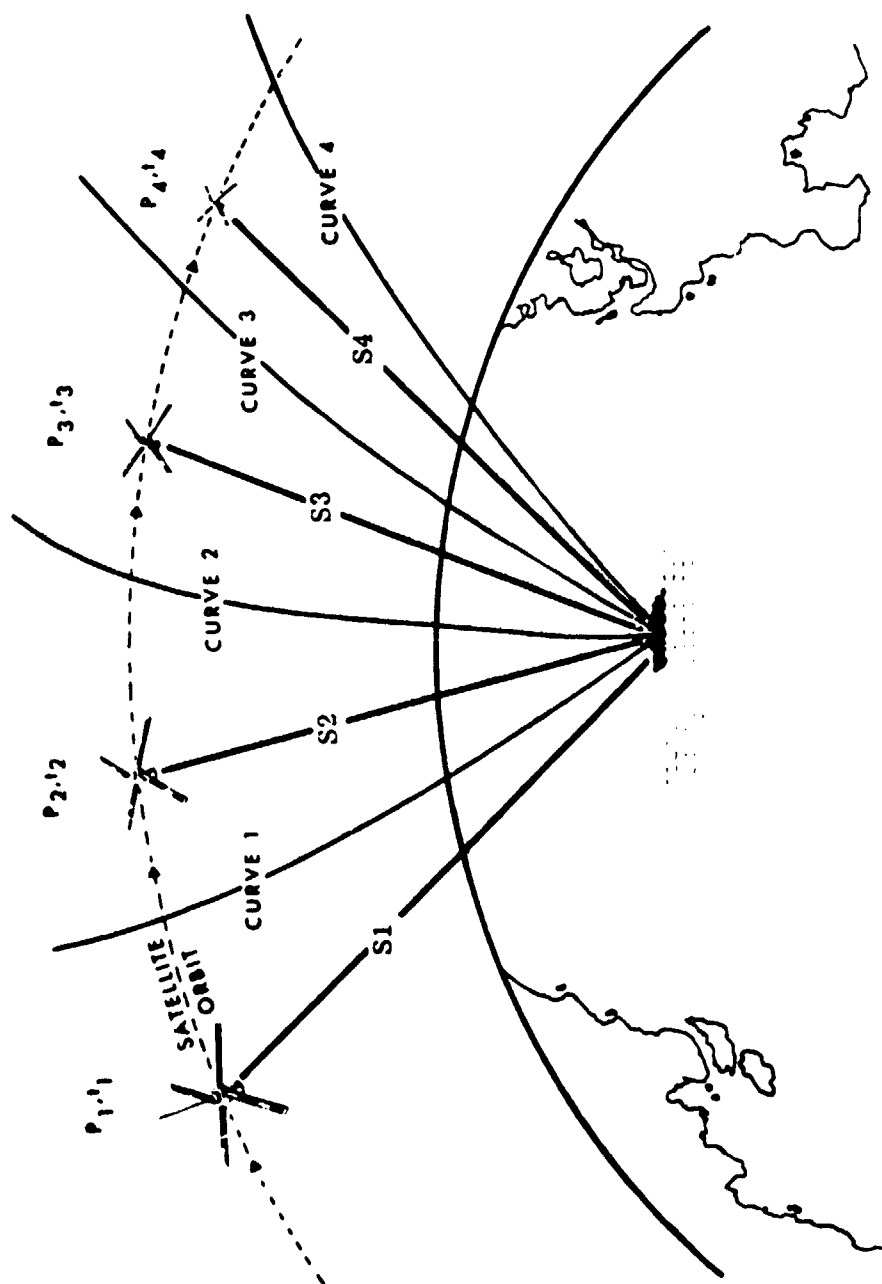 P₁,t₁
P₂,t₂
P₃,t₃
P₄,t₄
SATELLITE
ORBIT
CURVE 1
CURVE 2
CURVE 3
CURVE 4
S1
S2
S3
S4